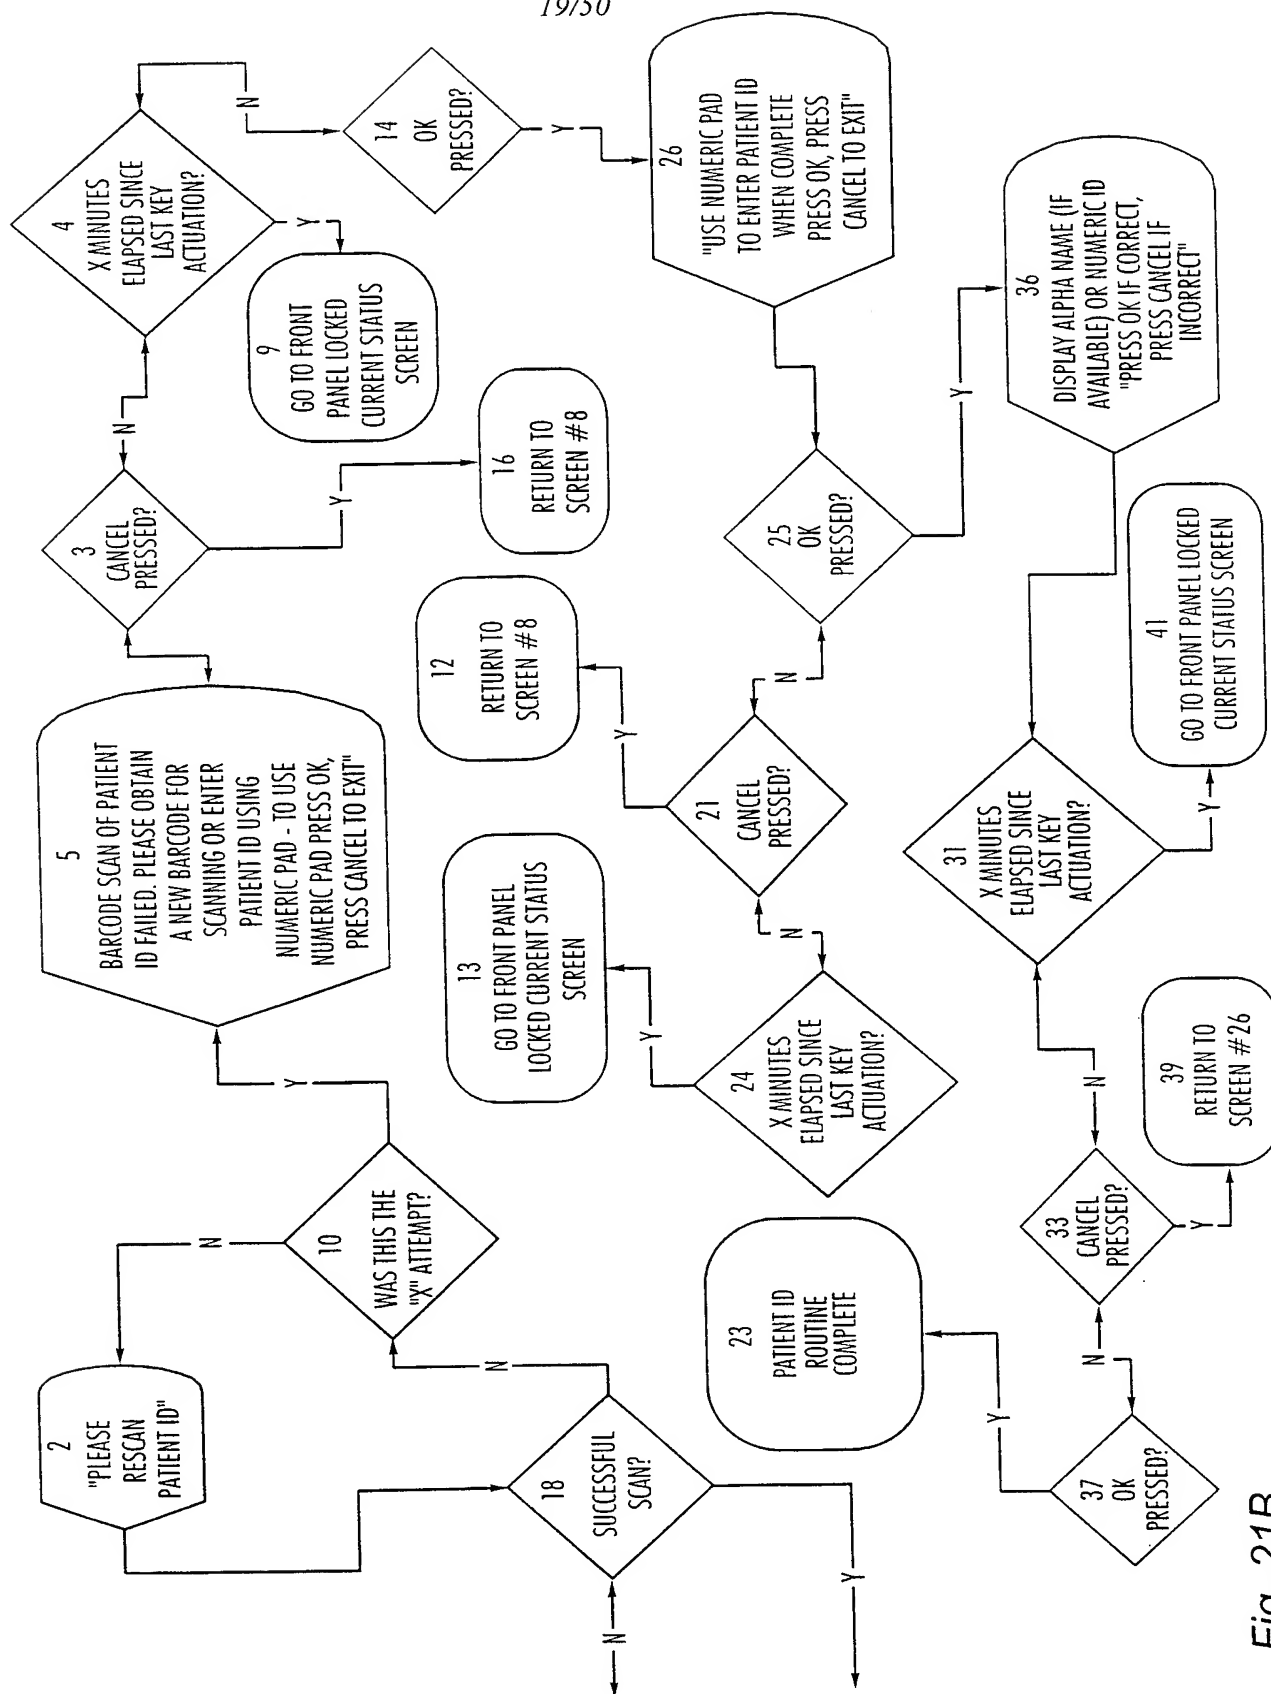 19/50
2
"PLEASE
RESCAN
PATIENT ID"
N
18
SUCCESSFUL
SCAN?
N
Y
N
10
WAS THIS THE
"X" ATTEMPT?
Y
5
BARCODE SCAN OF PATIENT
ID FAILED. PLEASE OBTAIN
A NEW BARCODE FOR
SCANNING OR ENTER
PATIENT ID USING
NUMERIC PAD - TO USE
NUMERIC PAD PRESS OK,
PRESS CANCEL TO EXIT"
3
CANCEL
PRESSED?
N
Y
16
RETURN TO
SCREEN #8
4
X MINUTES
ELAPSED SINCE
LAST KEY
ACTUATION?
Y
9
GO TO FRONT
PANEL LOCKED
CURRENT STATUS
SCREEN
N
14
OK
PRESSED?
Y
26
"USE NUMERIC PAD
TO ENTER PATIENT ID
WHEN COMPLETE
PRESS OK, PRESS
CANCEL TO EXIT"
25
OK
PRESSED?
N
Y
21
CANCEL
PRESSED?
Y
12
RETURN TO
SCREEN #8
N
24
X MINUTES
ELAPSED SINCE
LAST KEY
ACTUATION?
Y
13
GO TO FRONT PANEL
LOCKED CURRENT STATUS
SCREEN
36
DISPLAY ALPHA NAME (IF
AVAILABLE) OR NUMERIC ID
"PRESS OK IF CORRECT,
PRESS CANCEL IF
INCORRECT"
31
X MINUTES
ELAPSED SINCE
LAST KEY
ACTUATION?
Y
41
GO TO FRONT PANEL LOCKED
CURRENT STATUS SCREEN
N
33
CANCEL
PRESSED?
Y
39
RETURN TO
SCREEN #26
N
37
OK
PRESSED?
Y
23
PATIENT ID
ROUTINE
COMPLETE
Fig. 21B